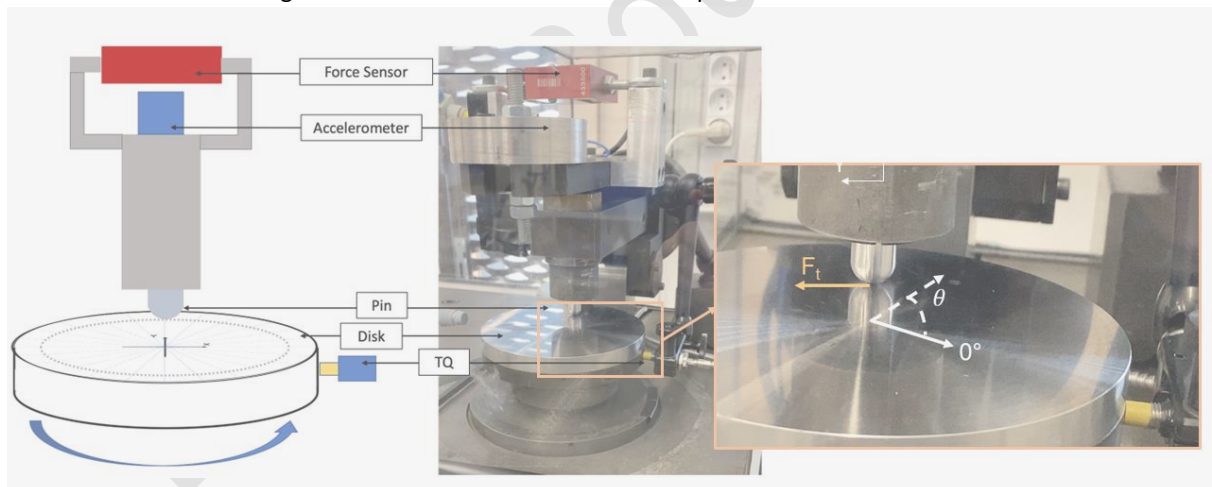 Force Sensor
Accelerometer
Pin
Disk
TQ
Fₜ
θ
0°